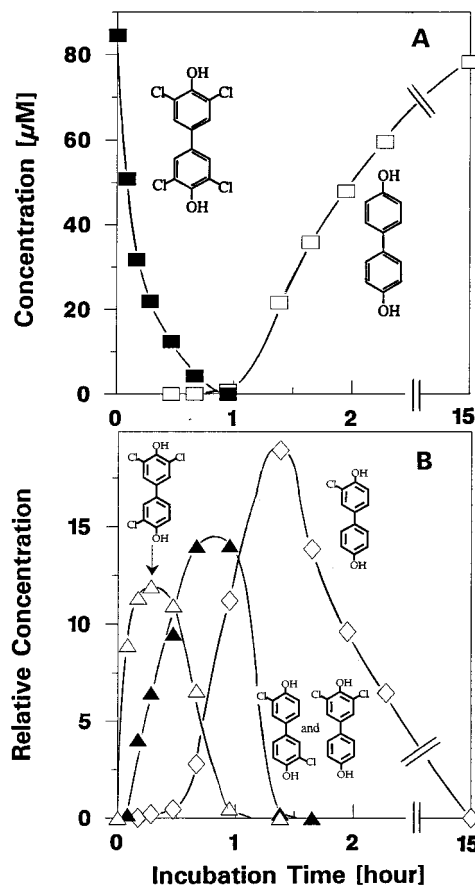 A
80
60
40
20
0
Concentration [µM]
OH
Cl Cl
Cl Cl
OH
OH
OH
0 1 2 15
B
15
10
5
0
Relative Concentration
OH
Cl Cl
Cl
OH
OH
Cl
OH
OH
Cl
Cl
OH
and
OH
Cl Cl
OH
0 1 2 15
Incubation Time [hour]